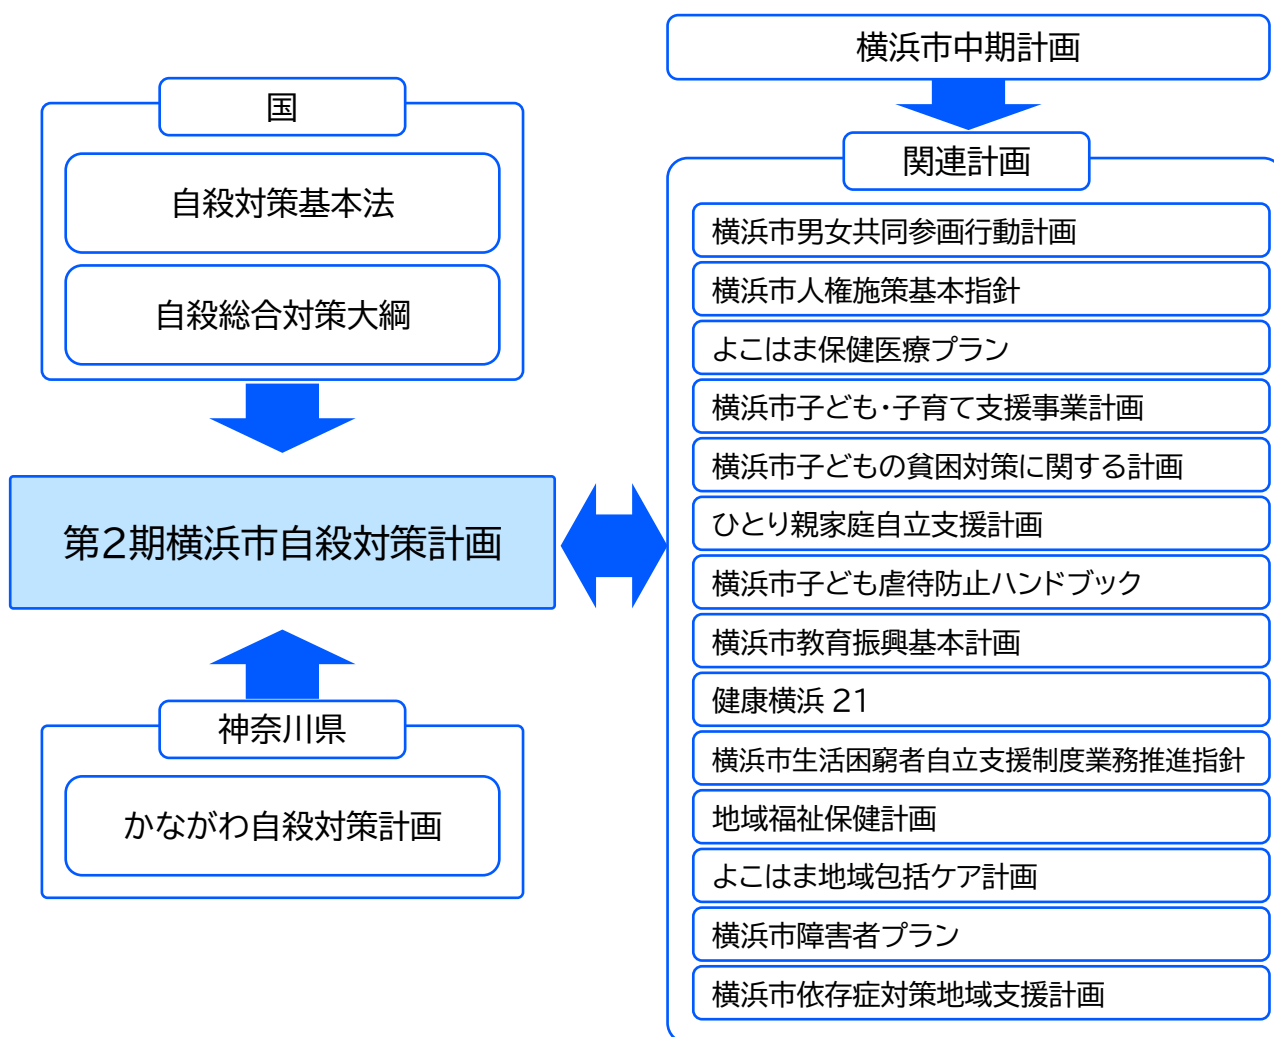 国
自殺対策基本法
自殺総合対策大綱
第2期横浜市自殺対策計画
神奈川県
かながわ自殺対策計画
横浜市中期計画
関連計画
横浜市男女共同参画行動計画
横浜市人権施策基本指針
よこはま保健医療プラン
横浜市子ども・子育て支援事業計画
横浜市子どもの貧困対策に関する計画
ひとり親家庭自立支援計画
横浜市子ども虐待防止ハンドブック
横浜市教育振興基本計画
健康横浜 21
横浜市生活困窮者自立支援制度業務推進指針
地域福祉保健計画
よこはま地域包括ケア計画
横浜市障害者プラン
横浜市依存症対策地域支援計画